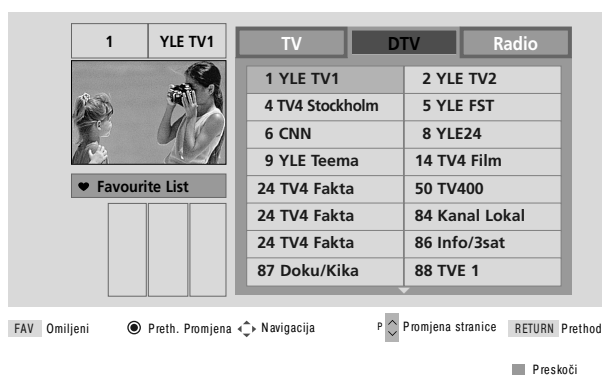 1 YLE TV1
TV DTV Radio
1 YLE TV1 2 YLE TV2
4 TV4 Stockholm 5 YLE FST
6 CNN 8 YLE24
9 YLE Teema 14 TV4 Film
Favourite List
24 TV4 Fakta 50 TV400
24 TV4 Fakta 84 Kanal Lokal
24 TV4 Fakta 86 Info/3sat
87 Doku/Kika 88 TVE 1
FAV Omiljeni Preth. Promjena Navigacija P Promjena stranice RETURN Prethod
Preskoči